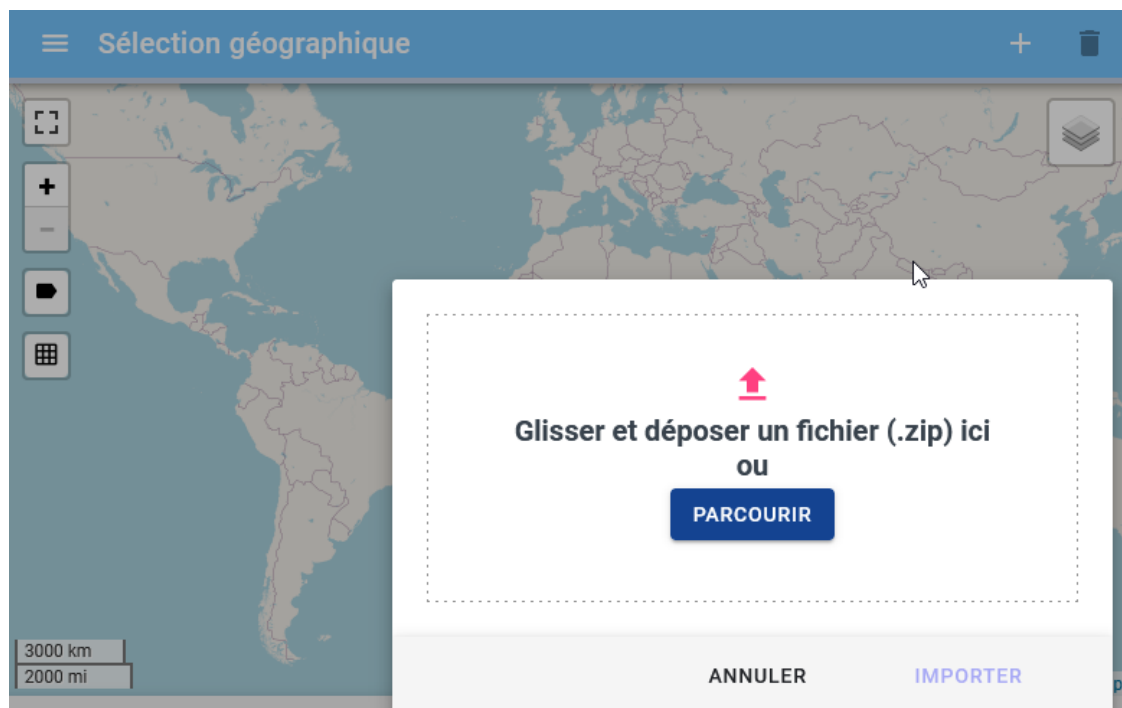 Sélection géographique
Glisser et déposer un fichier (.zip) ici
ou
PARCOURIR
3000 km
2000 mi
ANNULER
IMPORTER